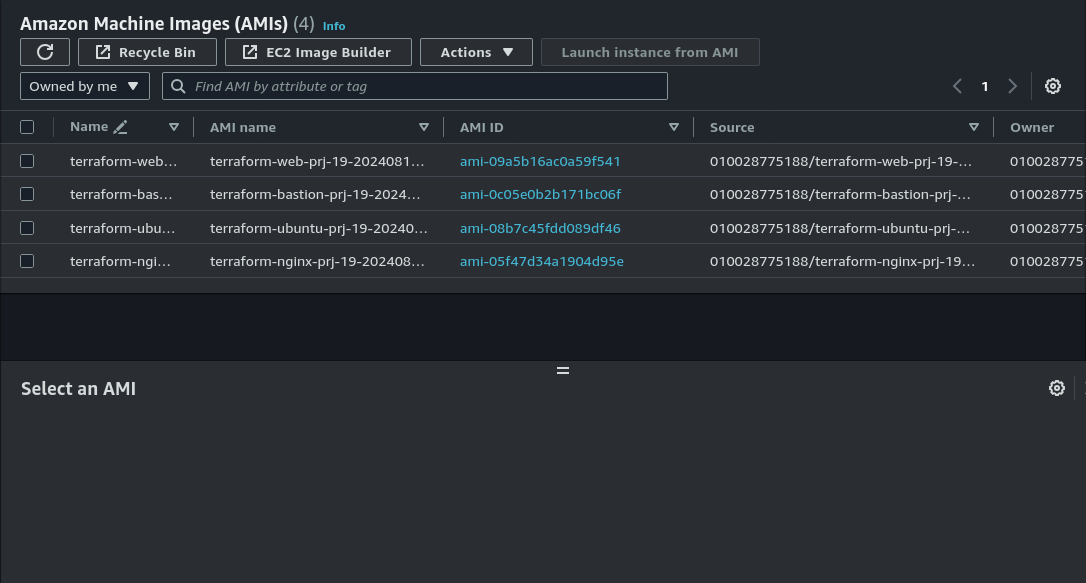 Amazon Machine Images (AMIs) (4) Info
Recycle Bin EC2 Image Builder Actions Launch instance from AMI
Owned by me Find AMI by attribute or tag 1
Name AMI name AMI ID Source Owner
terraform-web... terraform-web-prj-19-2024081... ami-09a5b16ac0a59f541 010028775188/terraform-web-prj-19-...010028775
terraform-bas... terraform-bastion-prj-19-2024... ami-0c05e0b2b171bc06f 010028775188/terraform-bastion-prj-... 010028775
terraform-ubu... terraform-ubuntu-prj-19-20240... ami-08b7c45fdd089df46 010028775188/terraform-ubuntu-prj-... 010028775
terraform-ngi... terraform-nginx-prj-19-202408... ami-05f47d34a1904d95e 010028775188/terraform-nginx-prj-19... 010028775
Select an AMI